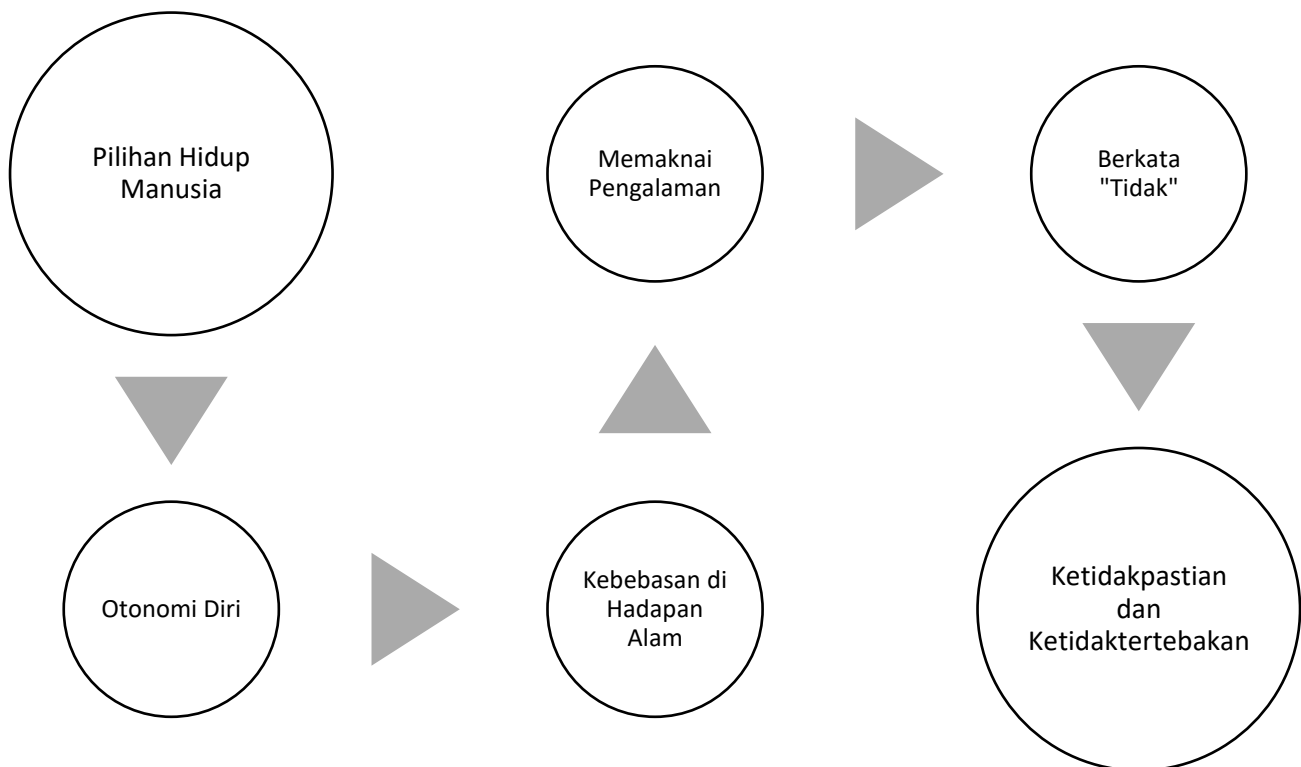 Pilihan Hidup
Manusia
Otonomi Diri
Kebebasan di
Hadapan
Alam
Memaknai
Pengalaman
Berkata
"Tidak"
Ketidakpastian
dan
Ketidaktertebakan